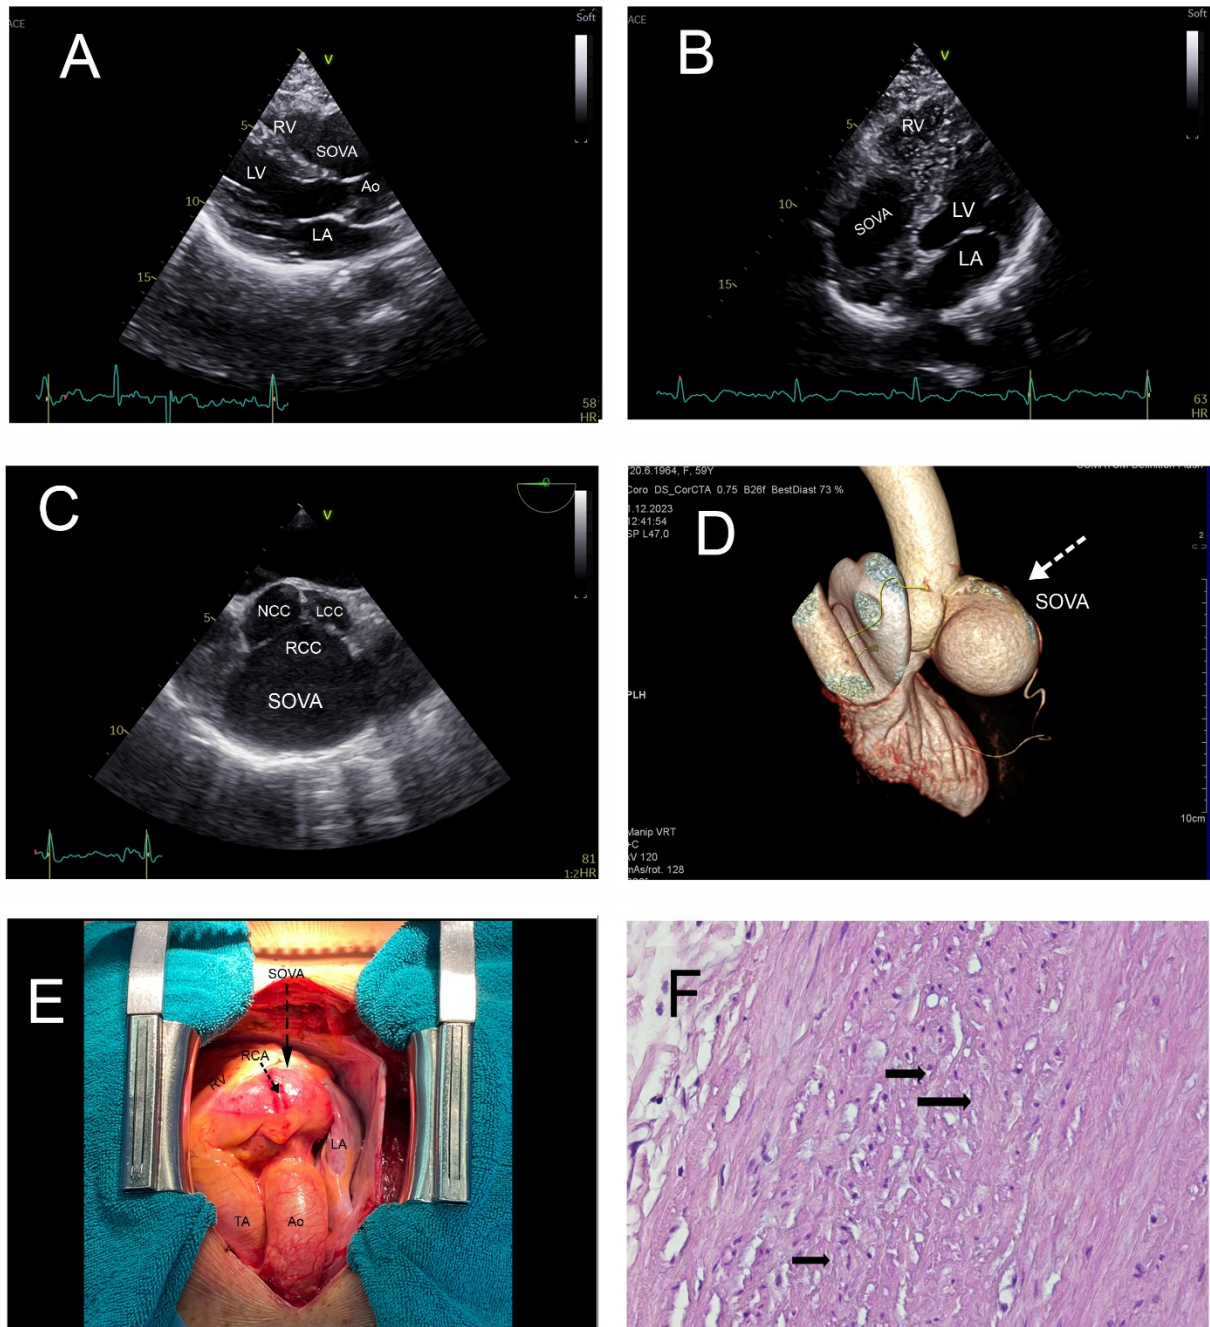 ACE
Soft
A
V
5
RV
SOVA
LV
Ao
10
LA
15
58
HR
ACE
Soft
B
V
5
RV
10
SOVA
LV
LA
15
63
HR
C
0
V
NCC
LCC
5
RCC
SOVA
10
81
1:2HR
20.6.1964, F, 59Y
Coro DS_CorCTA 0.75 B26f BestDiast 73 %
1.12.2023
12:41:54
SP L47,0
D
2
SOVA
PLH
10cm
Manip VRT
+C
kV 120
mAs/rot. 128
E
SOVA
RCA
RV
LA
TA
Ao
F